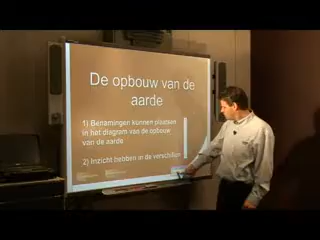 De opbouw van de
aarde
1) Benamingen kunnen plaatsen
in het diagram van de opbouw
van de aarde
2) Inzicht hebben in de verschillen